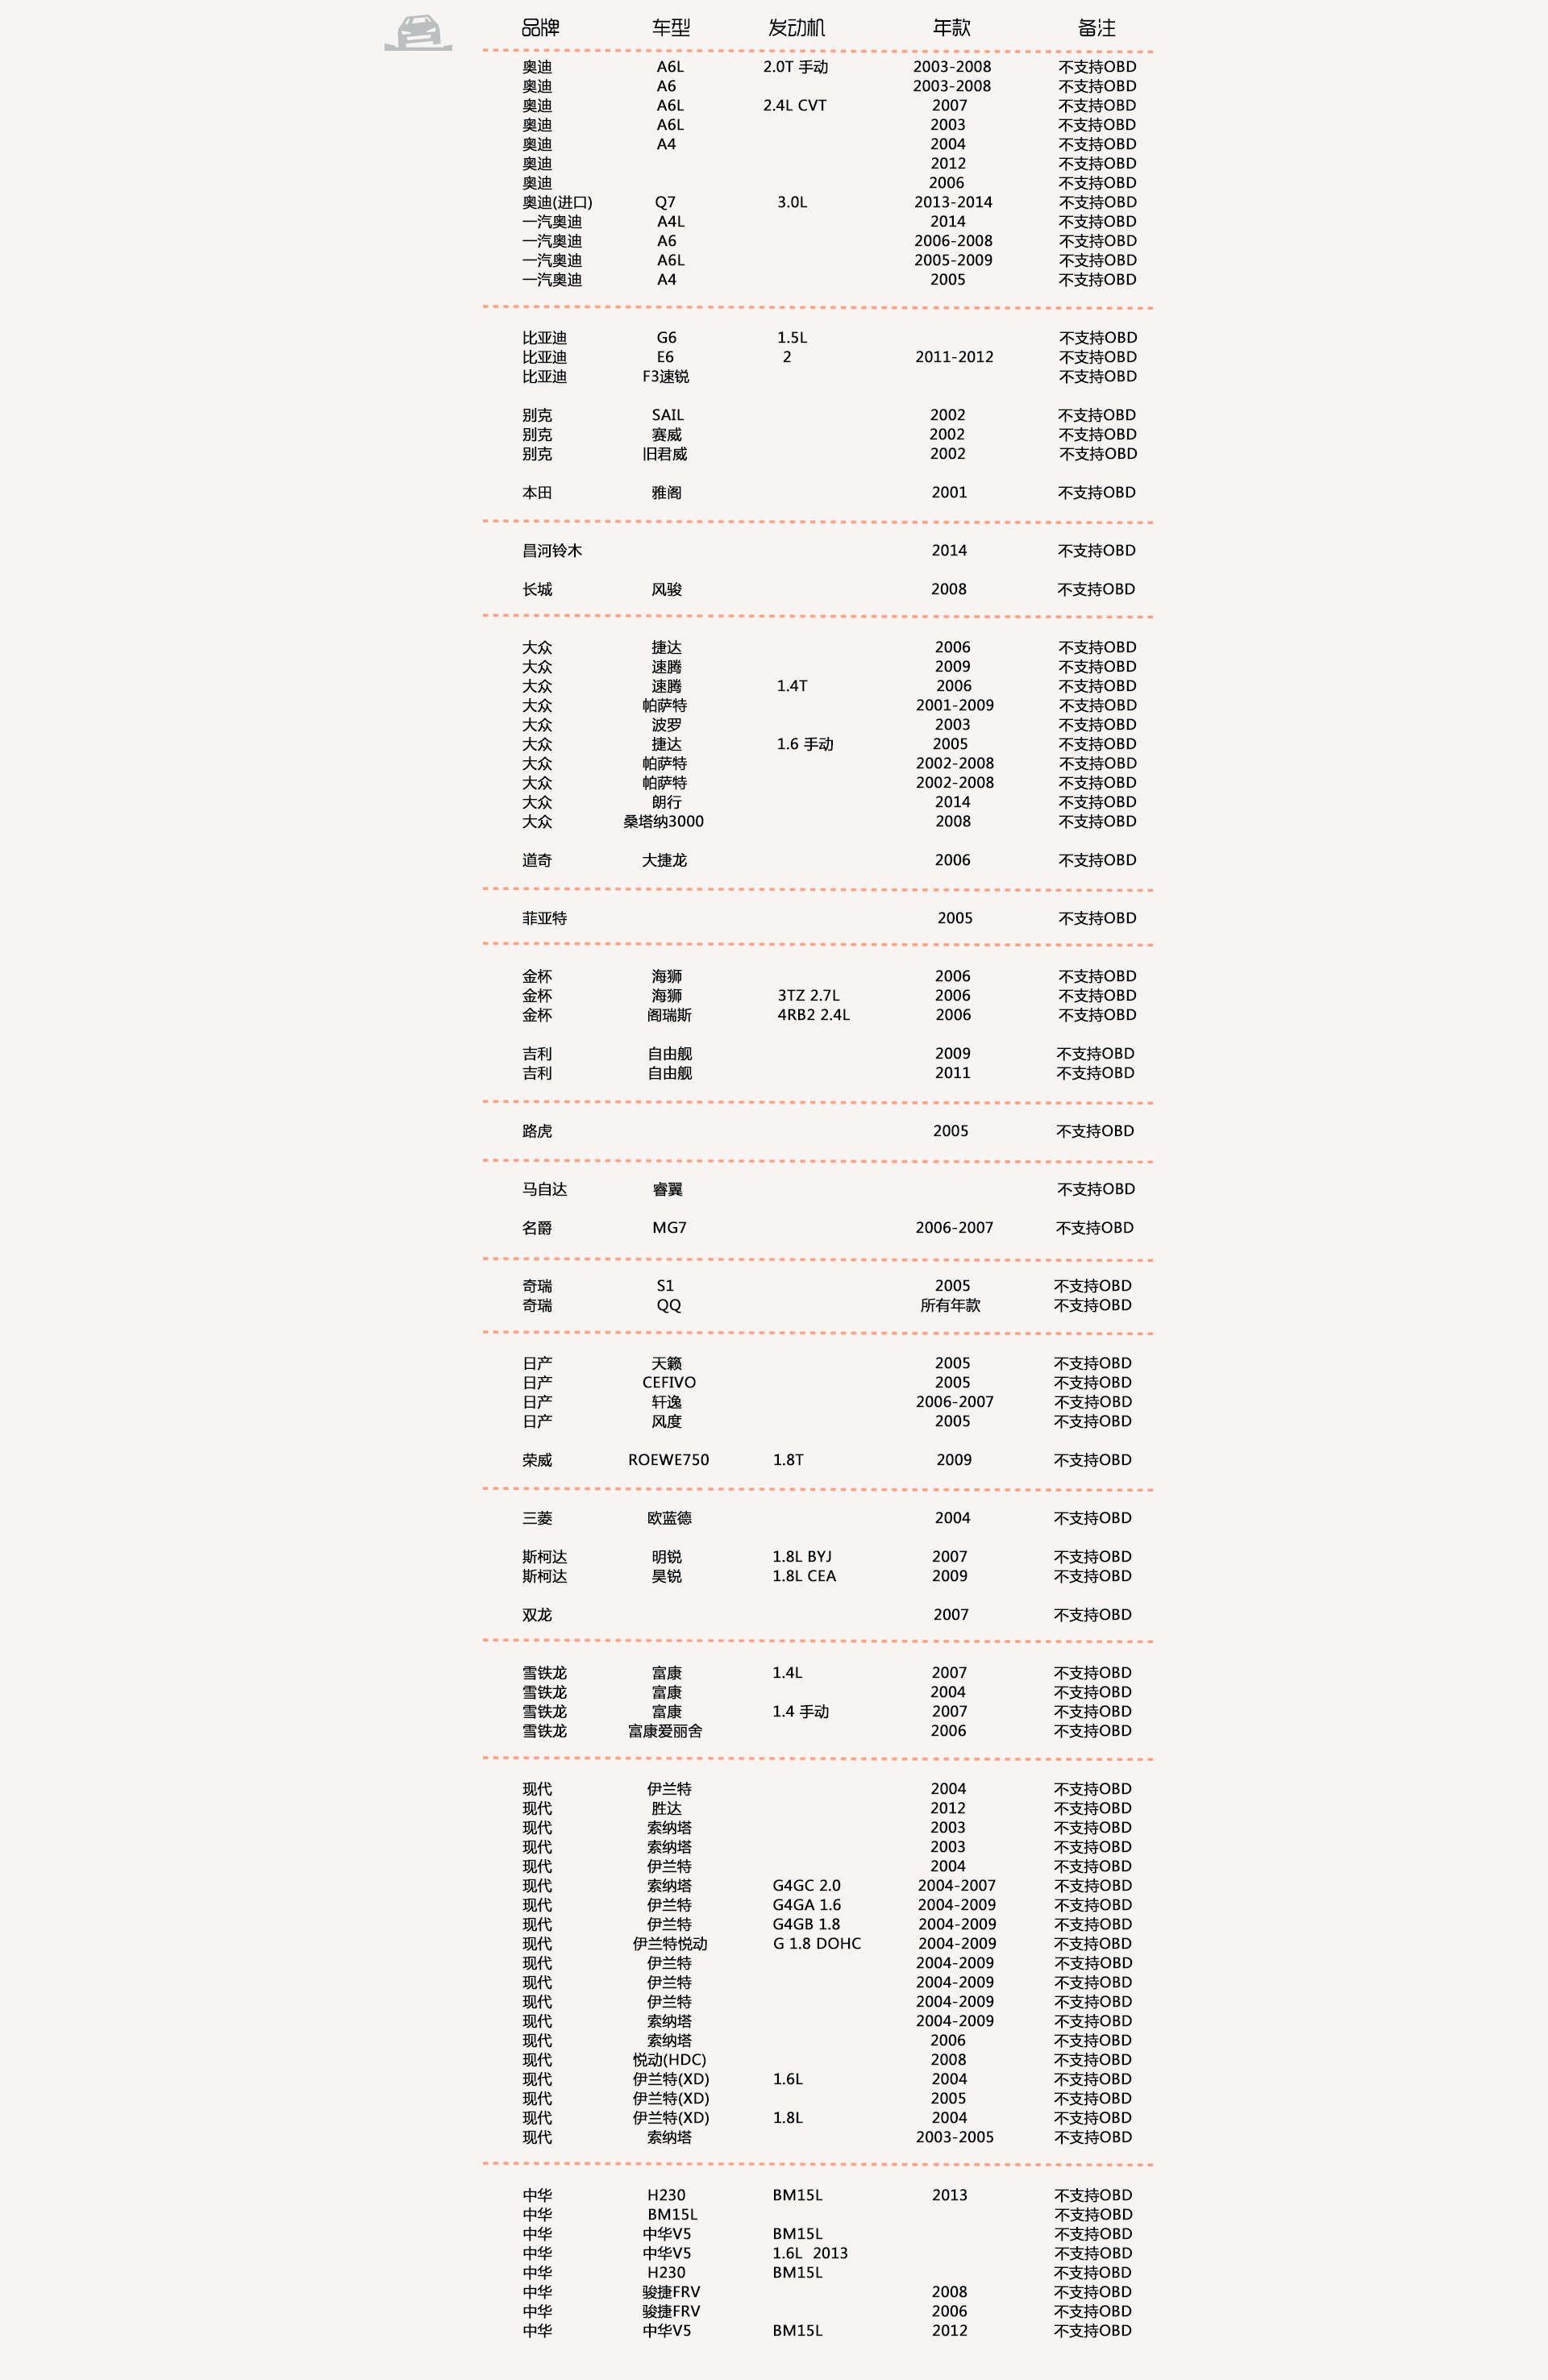 品牌 车型 发动机 年款 备注
奥迪 A6L 2.0T 手动 2003-2008 不支持OBD
奥迪 A6 2003-2008 不支持OBD
奥迪 A6L 2.4L CVT 2007 不支持OBD
奥迪 A6L 2003 不支持OBD
奥迪 A4 2004 不支持OBD
奥迪 2012 不支持OBD
奥迪 2006 不支持OBD
奥迪(进口) Q7 3.0L 2013-2014 不支持OBD
一汽奥迪 A4L 2014 不支持OBD
一汽奥迪 A6 2006-2008 不支持OBD
一汽奥迪 A6L 2005-2009 不支持OBD
一汽奥迪 A4 2005 不支持OBD
比亚迪 G6 1.5L 不支持OBD
比亚迪 E6 2 2011-2012 不支持OBD
比亚迪 F3速锐 不支持OBD
别克 SAIL 2002 不支持OBD
别克 赛威 2002 不支持OBD
别克 旧君威 2002 不支持OBD
本田 雅阁 2001 不支持OBD
昌河铃木 2014 不支持OBD
长城 风骏 2008 不支持OBD
大众 捷达 2006 不支持OBD
大众 速腾 2009 不支持OBD
大众 速腾 1.4T 2006 不支持OBD
大众 帕萨特 2001-2009 不支持OBD
大众 波罗 2003 不支持OBD
大众 捷达 1.6 手动 2005 不支持OBD
大众 帕萨特 2002-2008 不支持OBD
大众 帕萨特 2002-2008 不支持OBD
大众 朗行 2014 不支持OBD
大众 桑塔纳3000 2008 不支持OBD
道奇 大捷龙 2006 不支持OBD
菲亚特 2005 不支持OBD
金杯 海狮 2006 不支持OBD
金杯 海狮 3TZ 2.7L 2006 不支持OBD
金杯 阁瑞斯 4RB2 2.4L 2006 不支持OBD
吉利 自由舰 2009 不支持OBD
吉利 自由舰 2011 不支持OBD
路虎 2005 不支持OBD
马自达 睿翼 不支持OBD
名爵 MG7 2006-2007 不支持OBD
奇瑞 S1 2005 不支持OBD
奇瑞 QQ 所有年款 不支持OBD
日产 天籁 2005 不支持OBD
日产 CEFIVO 2005 不支持OBD
日产 轩逸 2006-2007 不支持OBD
日产 风度 2005 不支持OBD
荣威 ROEWE750 1.8T 2009 不支持OBD
三菱 欧蓝德 2004 不支持OBD
斯柯达 明锐 1.8L BYJ 2007 不支持OBD
斯柯达 昊锐 1.8L CEA 2009 不支持OBD
双龙 2007 不支持OBD
雪铁龙 富康 1.4L 2007 不支持OBD
雪铁龙 富康 2004 不支持OBD
雪铁龙 富康 1.4 手动 2007 不支持OBD
雪铁龙 富康爱丽舍 2006 不支持OBD
现代 伊兰特 2004 不支持OBD
现代 胜达 2012 不支持OBD
现代 索纳塔 2003 不支持OBD
现代 索纳塔 2003 不支持OBD
现代 伊兰特 2004 不支持OBD
现代 索纳塔 G4GC 2.0 2004-2007 不支持OBD
现代 伊兰特 G4GA 1.6 2004-2009 不支持OBD
现代 伊兰特 G4GB 1.8 2004-2009 不支持OBD
现代 伊兰特悦动 G 1.8 DOHC 2004-2009 不支持OBD
现代 伊兰特 2004-2009 不支持OBD
现代 伊兰特 2004-2009 不支持OBD
现代 伊兰特 2004-2009 不支持OBD
现代 索纳塔 2004-2009 不支持OBD
现代 索纳塔 2006 不支持OBD
现代 悦动(HDC) 2008 不支持OBD
现代 伊兰特(XD) 1.6L 2004 不支持OBD
现代 伊兰特(XD) 2005 不支持OBD
现代 伊兰特(XD) 1.8L 2004 不支持OBD
现代 索纳塔 2003-2005 不支持OBD
中华 H230 BM15L 2013 不支持OBD
中华 BM15L 不支持OBD
中华 中华V5 BM15L 不支持OBD
中华 中华V5 1.6L 2013 不支持OBD
中华 H230 BM15L 不支持OBD
中华 骏捷FRV 2008 不支持OBD
中华 骏捷FRV 2006 不支持OBD
中华 中华V5 BM15L 2012 不支持OBD